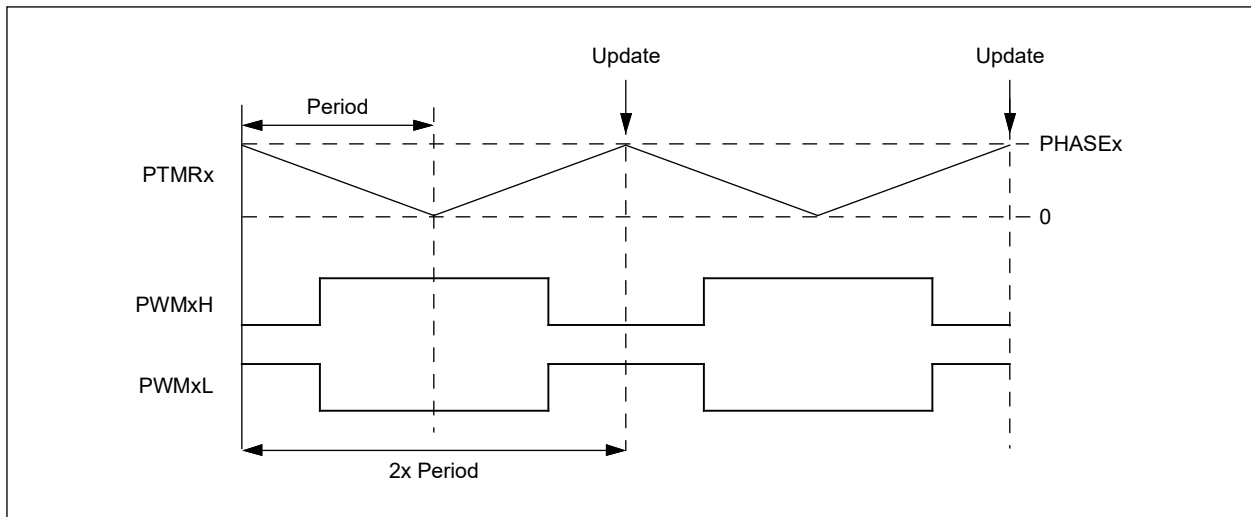 Update
Update
Period
PHASEx
PTMRx
0
PWMxH
PWMxL
2x Period